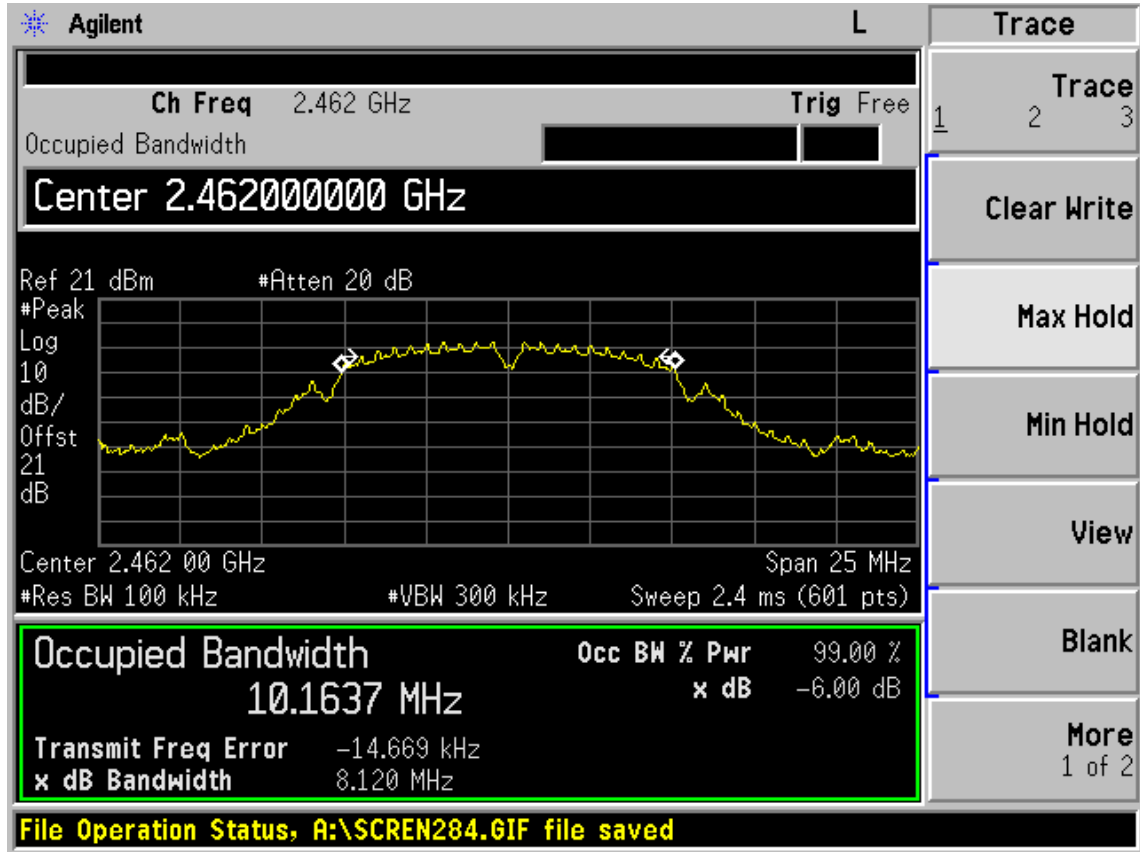 Agilent
L
Trace
Ch Freq 2.462 GHz
Trig Free
Occupied Bandwidth
Center 2.462000000 GHz
Ref 21 dBm
#Atten 20 dB
#Peak
Log
10
dB/
Offst
21
dB
Center 2.462 00 GHz
Span 25 MHz
#Res BW 100 kHz
#VBW 300 kHz
Sweep 2.4 ms (601 pts)
Occupied Bandwidth
10.1637 MHz
Occ BW % Pwr 99.00 %
x dB -6.00 dB
Transmit Freq Error -14.669 kHz
x dB Bandwidth 8.120 MHz
File Operation Status, A:\SCREN284.GIF file saved
Trace
1 2 3
Clear Write
Max Hold
Min Hold
View
Blank
More
1 of 2